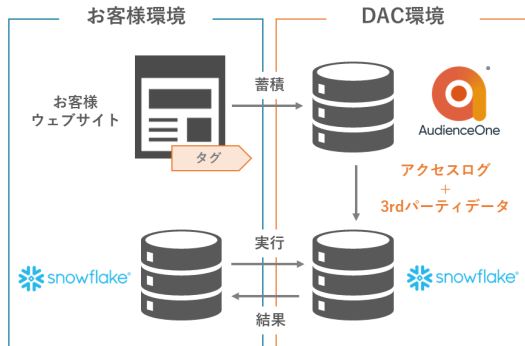 お客様環境
DAC環境
お客様
ウェブサイト
タグ
蓄積
AudienceOne
アクセスログ
+
3rdパーティデータ
snowflake®
実行
結果
snowflake®